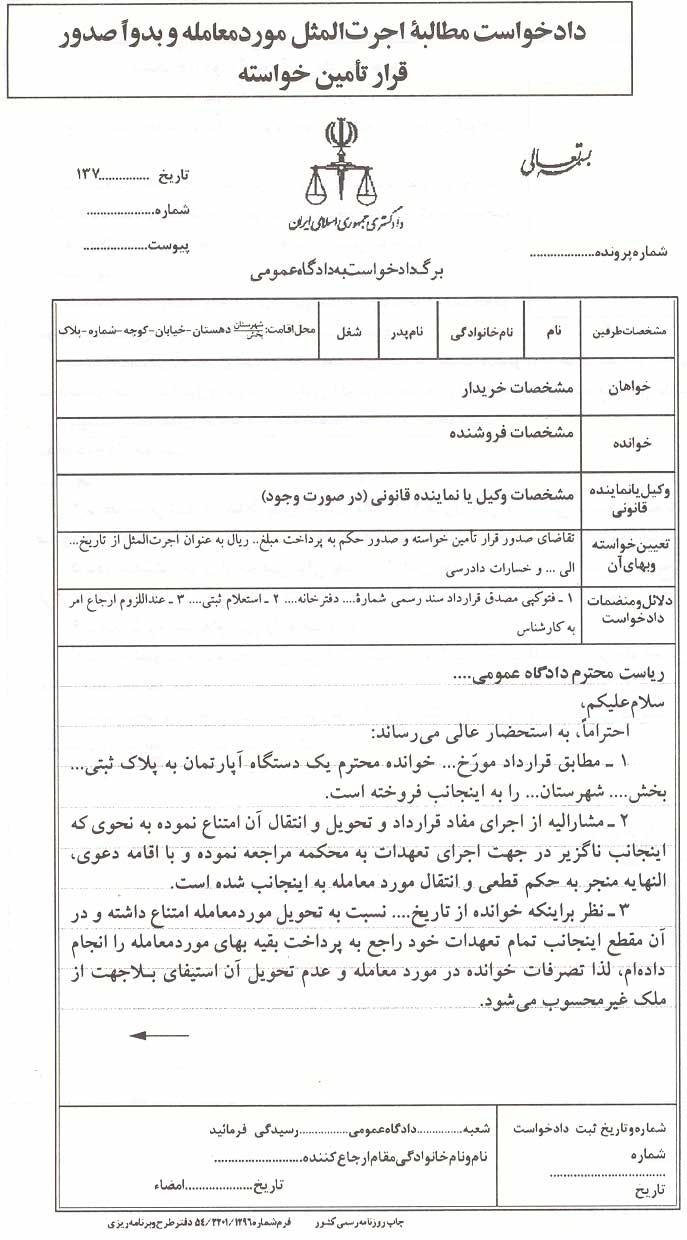 دادخواست مطالبۀ اجرت‌المثل موردمعامله و بدواً صدور
قرار تأمین خواسته
بسمه تعالی
تاریخ ..............۱۳۷
شماره....................
پیوست..................
دادگستری جمهوری اسلامی ایران
شماره پرونده...................
برگ دادخواست به دادگاه عمومی
مشخصات طرفین
نام
نام خانوادگی
نام پدر
شغل
محل اقامت: شهرستان بخش دهستان-خیابان-کوچه-شماره-پلاک
خواهان
مشخصات خریدار
خوانده
مشخصات فروشنده
وکیل یا نماینده
قانونی
مشخصات وکیل یا نماینده قانونی (در صورت وجود)
تعیین خواسته
وبهای آن
تقاضای صدور قرار تأمین خواسته و صدور حکم به پرداخت مبلغ.. ریال به عنوان اجرت‌المثل از تاریخ...
الی ... و خسارات دادرسی
دلائل ومنضمات
دادخواست
۱ ـ فتوکپی مصدق قرارداد سند رسمی شمارۀ.... دفترخانه.... ۲ ـ استعلام ثبتی.... ۳ ـ عنداللزوم ارجاع امر
به کارشناس
ریاست محترم دادگاه عمومی....
سلام‌علیکم،
احتراماً، به استحضار عالی می‌رساند:
۱ ـ مطابق قرارداد مورّخ... خوانده محترم یک دستگاه آپارتمان به پلاک ثبتی...
بخش.... شهرستان... را به اینجانب فروخته است.
۲ ـ مشارالیه از اجرای مفاد قرارداد و تحویل و انتقال آن امتناع نموده به نحوی که
اینجانب ناگزیر در جهت اجرای تعهدات به محکمه مراجعه نموده و با اقامه دعوی،
النهایه منجر به حکم قطعی و انتقال مورد معامله به اینجانب شده است.
۳ ـ نظر براینکه خوانده از تاریخ.... نسبت به تحویل موردمعامله امتناع داشته و در
آن مقطع اینجانب تمام تعهدات خود راجع به پرداخت بقیه بهای موردمعامله را انجام
داده‌ام، لذا تصرفات خوانده در مورد معامله و عدم تحویل آن استیفای بلاجهت از
ملک غیرمحسوب می‌شود.
شماره وتاریخ ثبت دادخواست
شماره
................................
تاریخ
شعبه.............دادگاه عمومی..............رسیدگی فرمائید
نام ونام خانوادگی مقام ارجاع کننده.........................
تاریخ...................امضاء
چاپ روزنامه رسمی کشور فرم شماره ۵۴/۳۲۰۱/۱۲۹۶ دفتر طرح وبرنامه ریزی